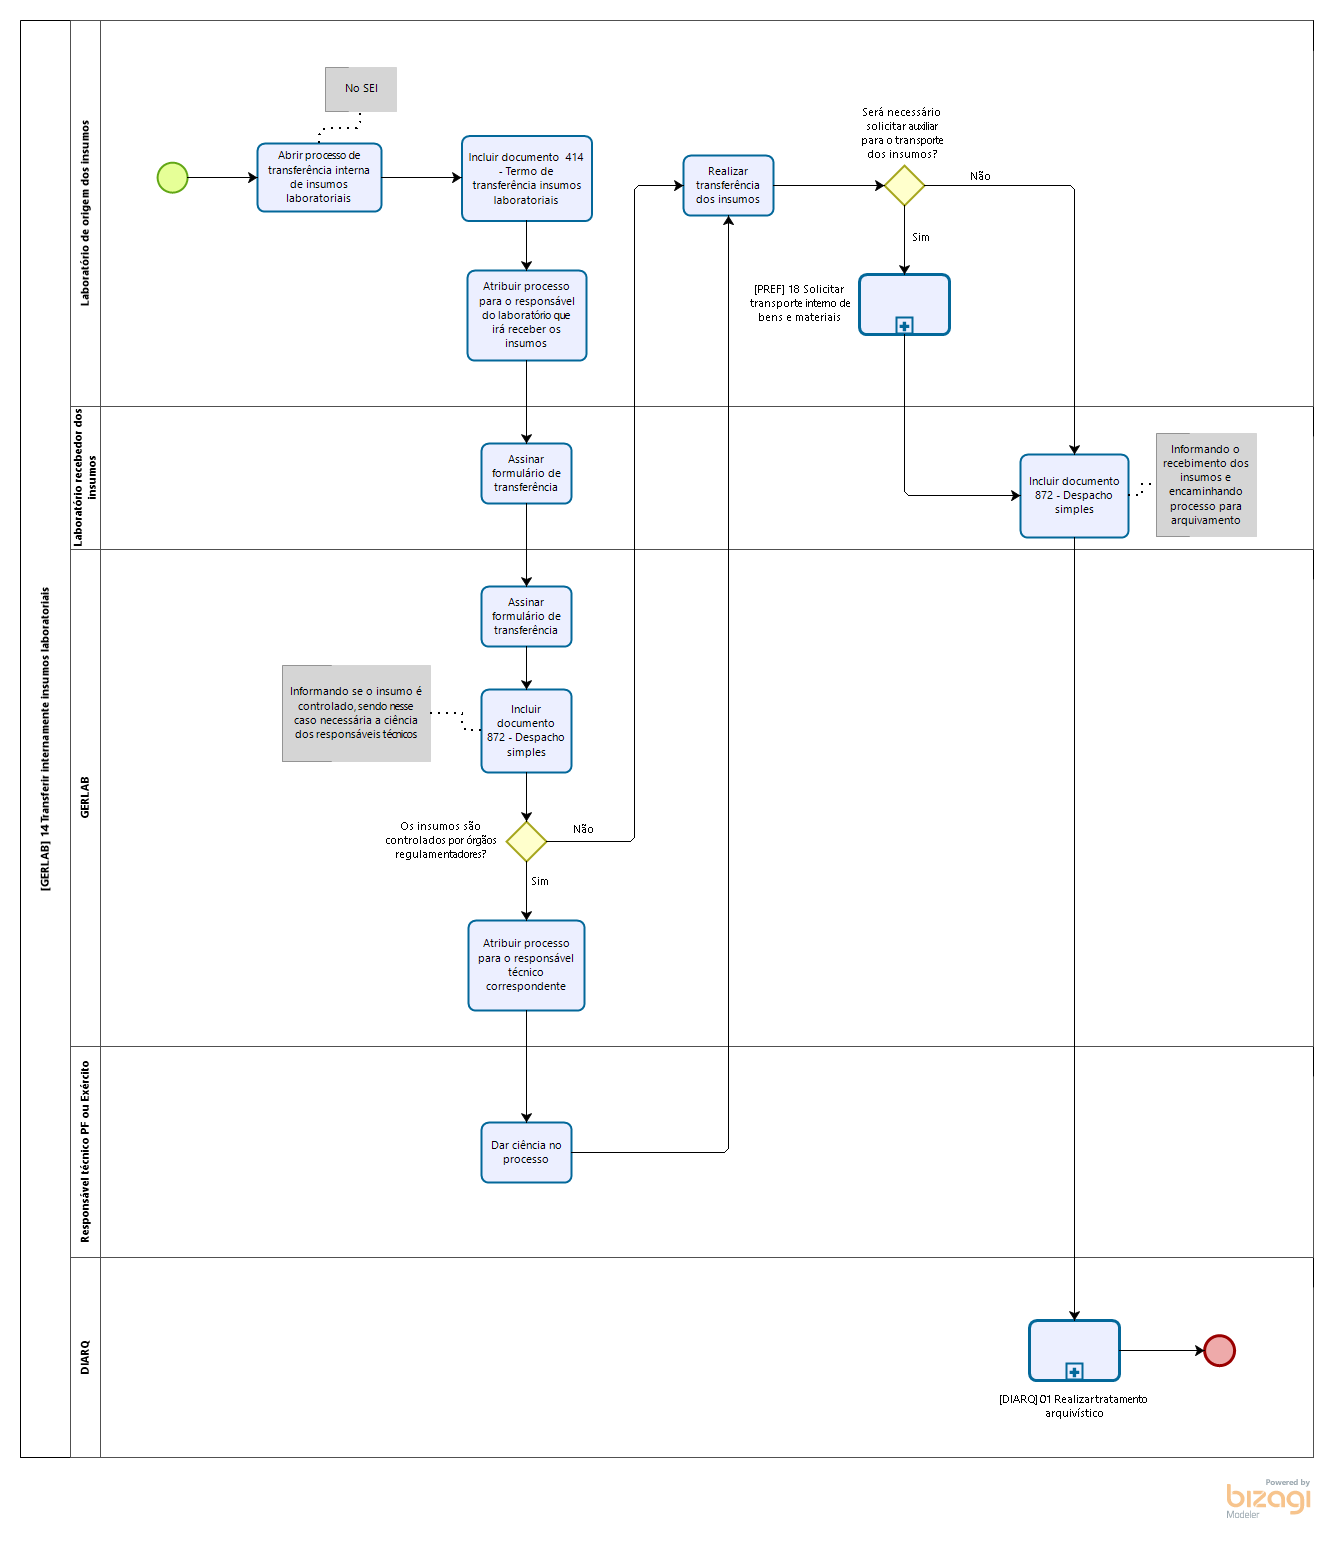 [GERLAB] 14 Transferir internamente insumos laboratoriais
Laboratório de origem dos insumos
No SEI
Abrir processo de
transferência interna
de insumos
laboratoriais
Incluir documento 414
- Termo de
transferência insumos
laboratoriais
Atribuir processo
para o responsável
do laboratório que
irá receber os
insumos
Realizar
transferência
dos insumos
Será necessário
solicitar auxiliar
para o transporte
dos insumos?
Não
Sim
[PREF] 18 Solicitar
transporte interno de
bens e materiais
Laboratório recebedor dos
insumos
Assinar
formulário de
transferência
Incluir documento
872 - Despacho
simples
Informando o
recebimento dos
insumos e
encaminhando
processo para
arquivamento
GERLAB
Assinar
formulário de
transferência
Informando se o insumo é
controlado, sendo nesse
caso necessária a ciência
dos responsáveis técnicos
Incluir
documento
872 - Despacho
simples
Os insumos são
controlados por órgãos
regulamentadores?
Não
Sim
Atribuir processo
para o responsável
técnico
correspondente
Responsável técnico PF ou Exército
Dar ciência no
processo
DIARQ
[DIARQ] 01 Realizar tratamento
arquivístico
Powered by
bizagi
Modeler